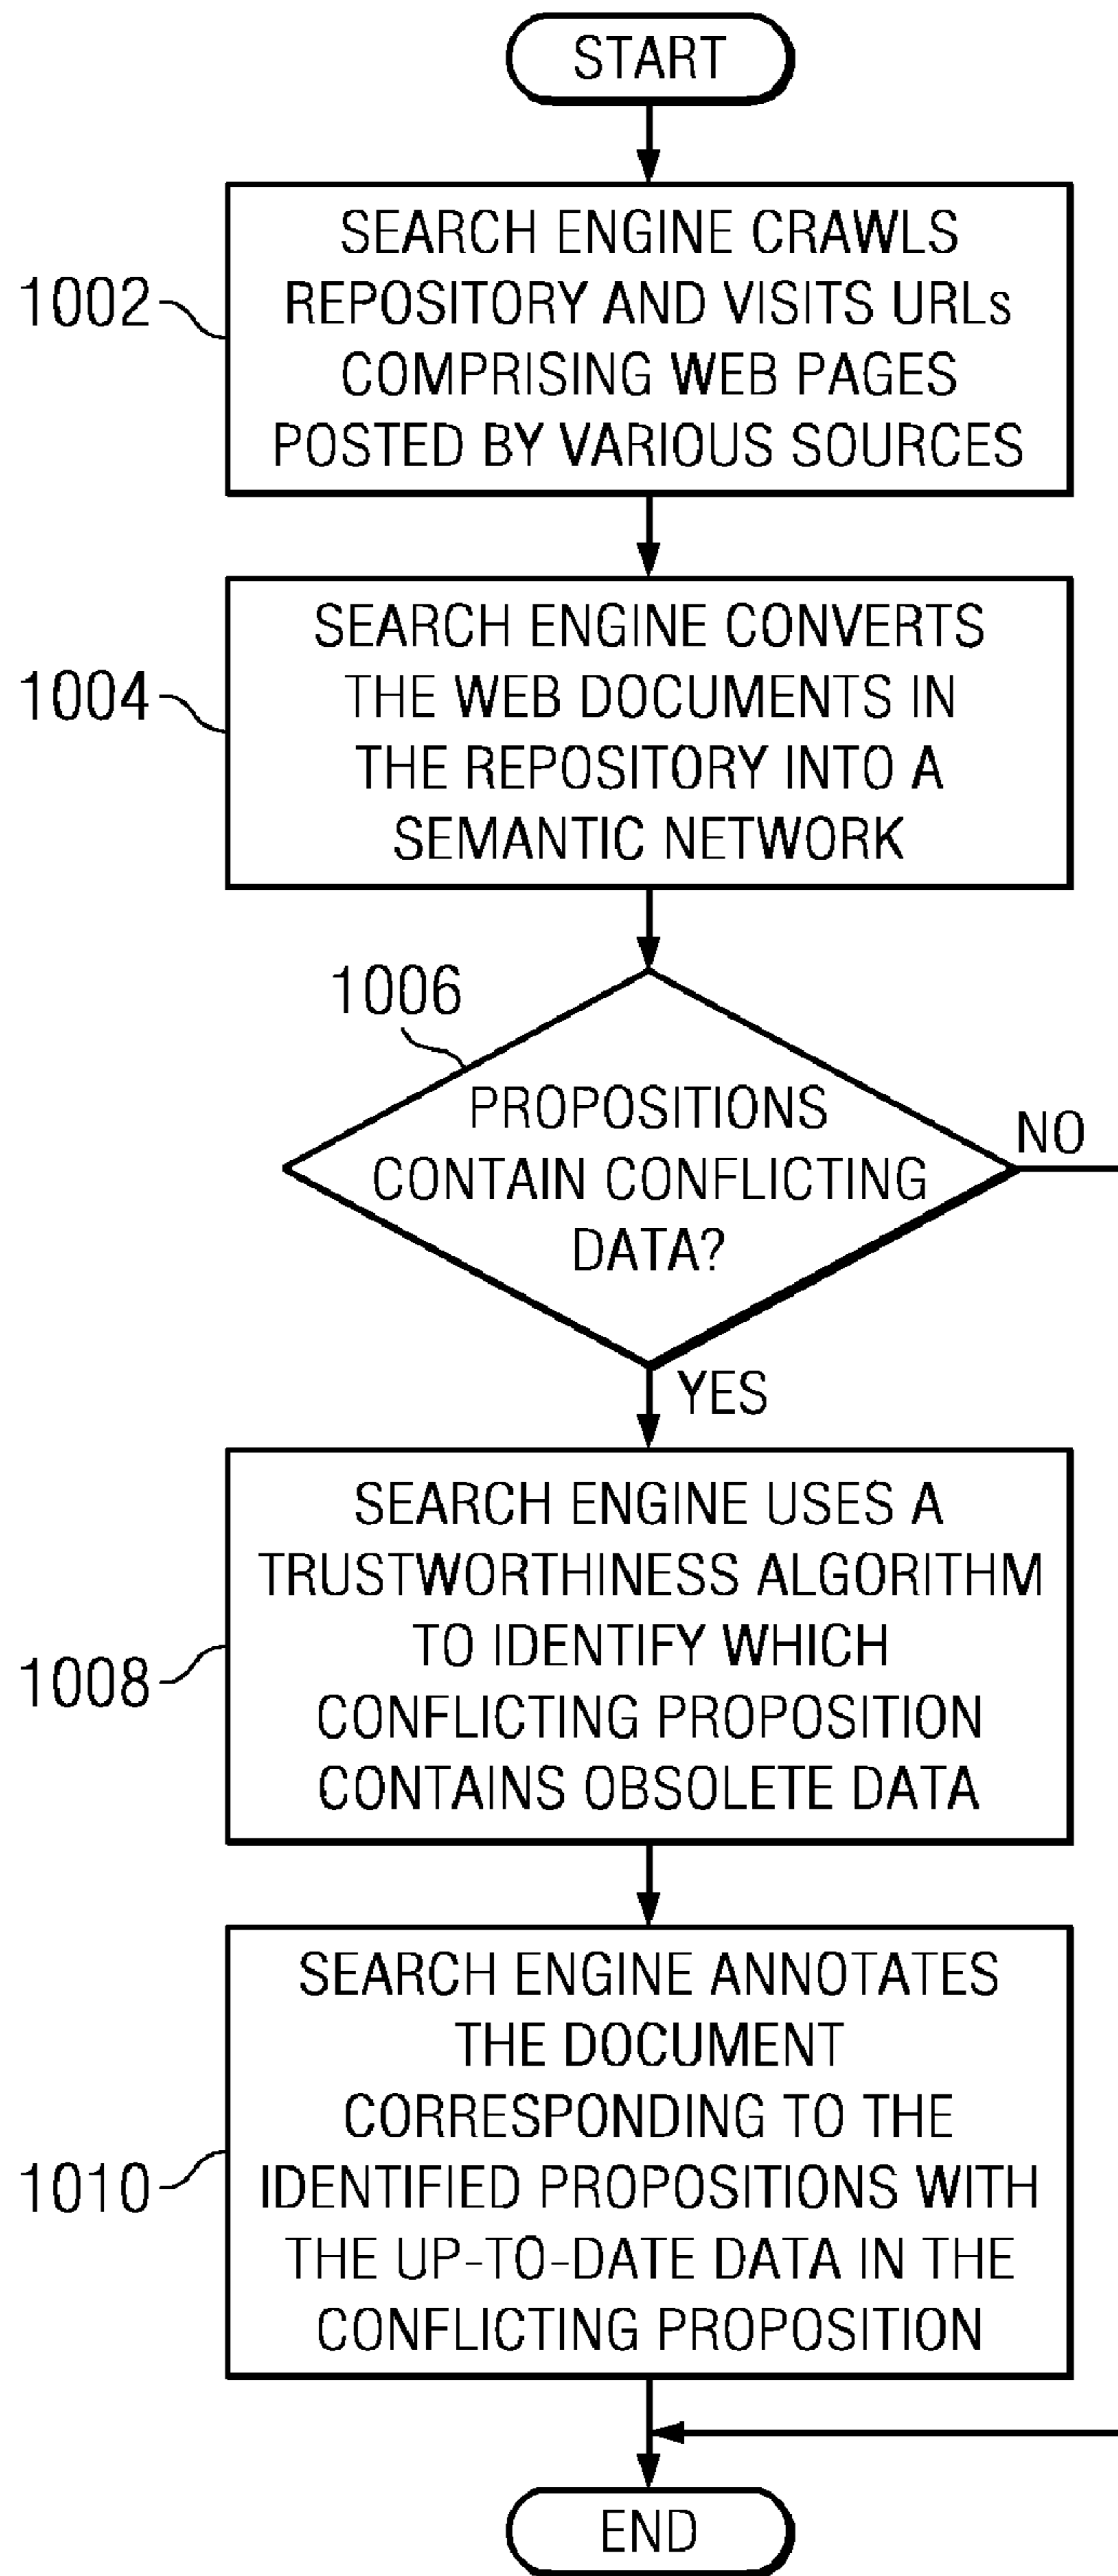 START
1002
SEARCH ENGINE CRAWLS
REPOSITORY AND VISITS URLs
COMPRISING WEB PAGES
POSTED BY VARIOUS SOURCES
1004
SEARCH ENGINE CONVERTS
THE WEB DOCUMENTS IN
THE REPOSITORY INTO A
SEMANTIC NETWORK
1006
PROPOSITIONS
CONTAIN CONFLICTING
DATA?
NO
YES
1008
SEARCH ENGINE USES A
TRUSTWORTHINESS ALGORITHM
TO IDENTIFY WHICH
CONFLICTING PROPOSITION
CONTAINS OBSOLETE DATA
1010
SEARCH ENGINE ANNOTATES
THE DOCUMENT
CORRESPONDING TO THE
IDENTIFIED PROPOSITIONS WITH
THE UP-TO-DATE DATA IN THE
CONFLICTING PROPOSITION
END